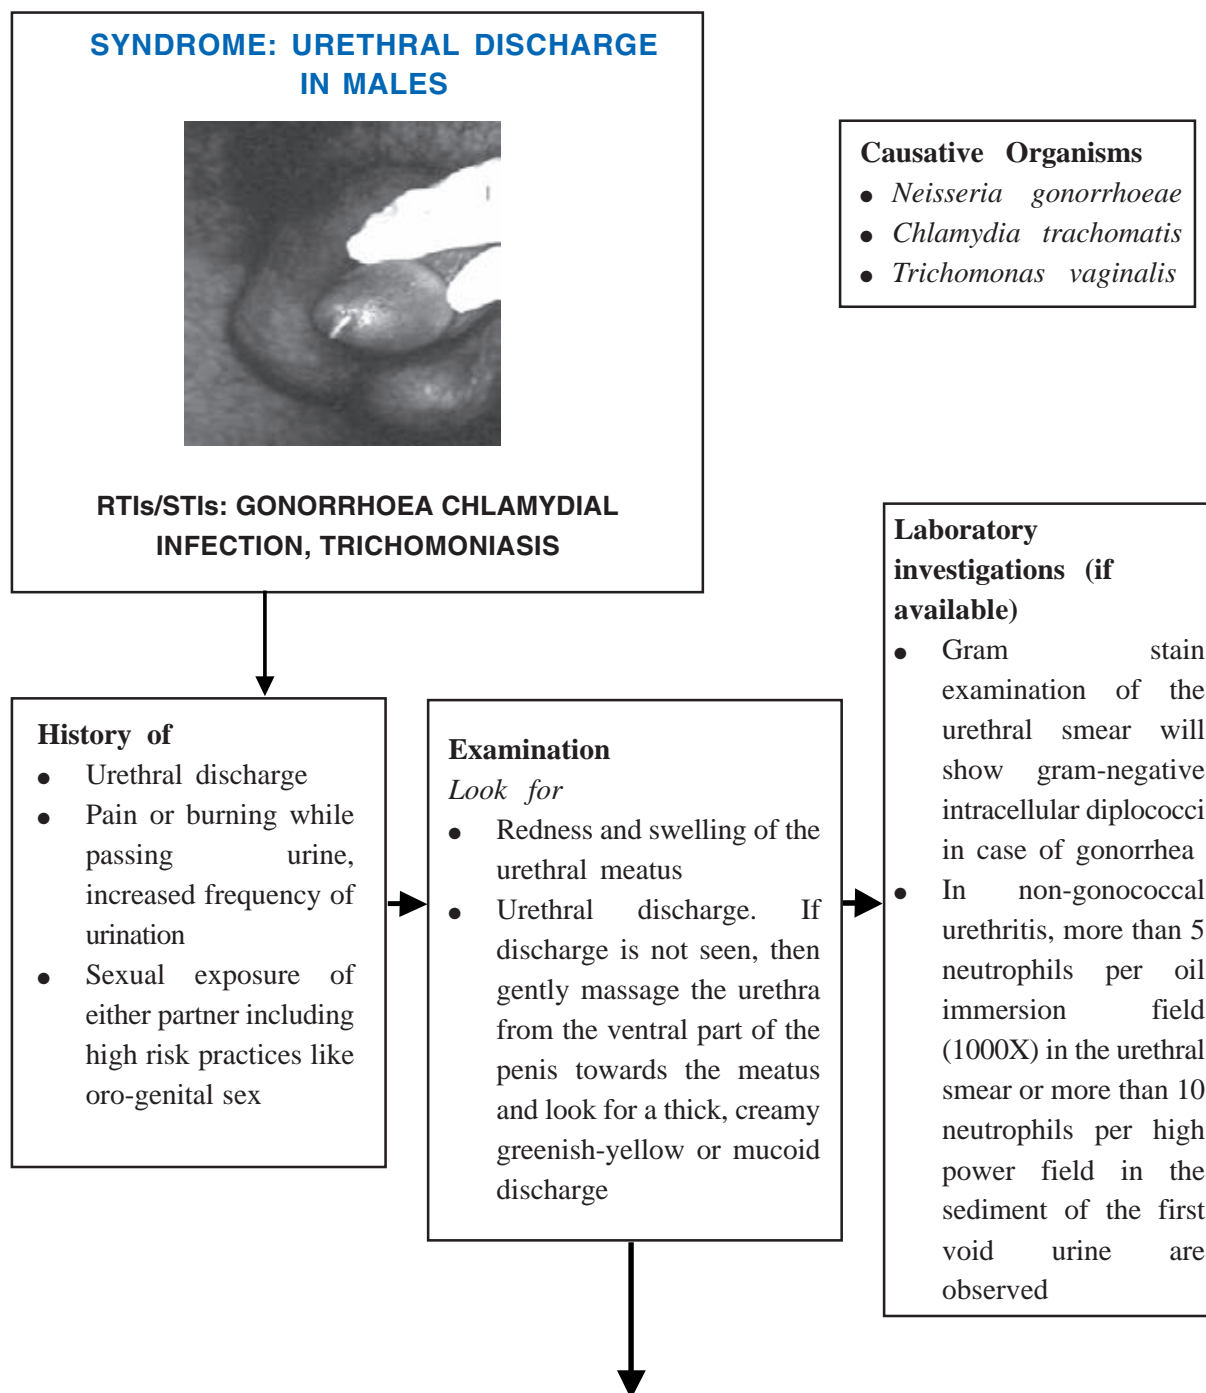 SYNDROME: URETHRAL DISCHARGE
IN MALES
RTIs/STIs: GONORRHOEA CHLAMYDIAL
INFECTION, TRICHOMONIASIS
Causative Organisms
● Neisseria gonorrhoeae
● Chlamydia trachomatis
● Trichomonas vaginalis
History of
● Urethral discharge
● Pain or burning while
passing urine,
increased frequency of
urination
● Sexual exposure of
either partner including
high risk practices like
oro-genital sex
Examination
Look for
● Redness and swelling of the
urethral meatus
● Urethral discharge. If
discharge is not seen, then
gently massage the urethra
from the ventral part of the
penis towards the meatus
and look for a thick, creamy
greenish-yellow or mucoid
discharge
Laboratory
investigations (if
available)
● Gram stain
examination of the
urethral smear will
show gram-negative
intracellular diplococci
in case of gonorrhea
● In non-gonococcal
urethritis, more than 5
neutrophils per oil
immersion field
(1000X) in the urethral
smear or more than 10
neutrophils per high
power field in the
sediment of the first
void urine are
observed